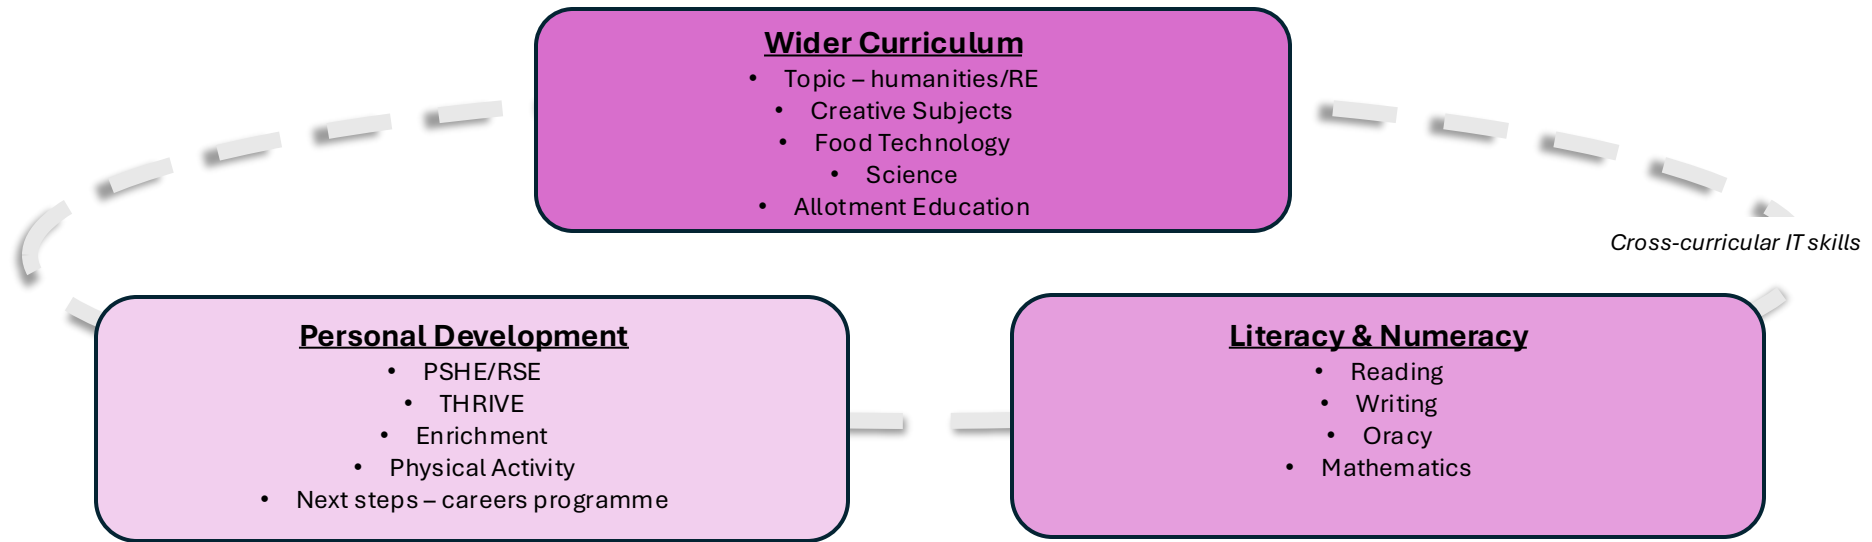 Wider Curriculum
• Topic – humanities/RE
• Creative Subjects
• Food Technology
• Science
• Allotment Education
Cross-curricular IT skills
Personal Development
• PSHE/RSE
• THRIVE
• Enrichment
• Physical Activity
• Next steps – careers programme
Literacy & Numeracy
• Reading
• Writing
• Oracy
• Mathematics